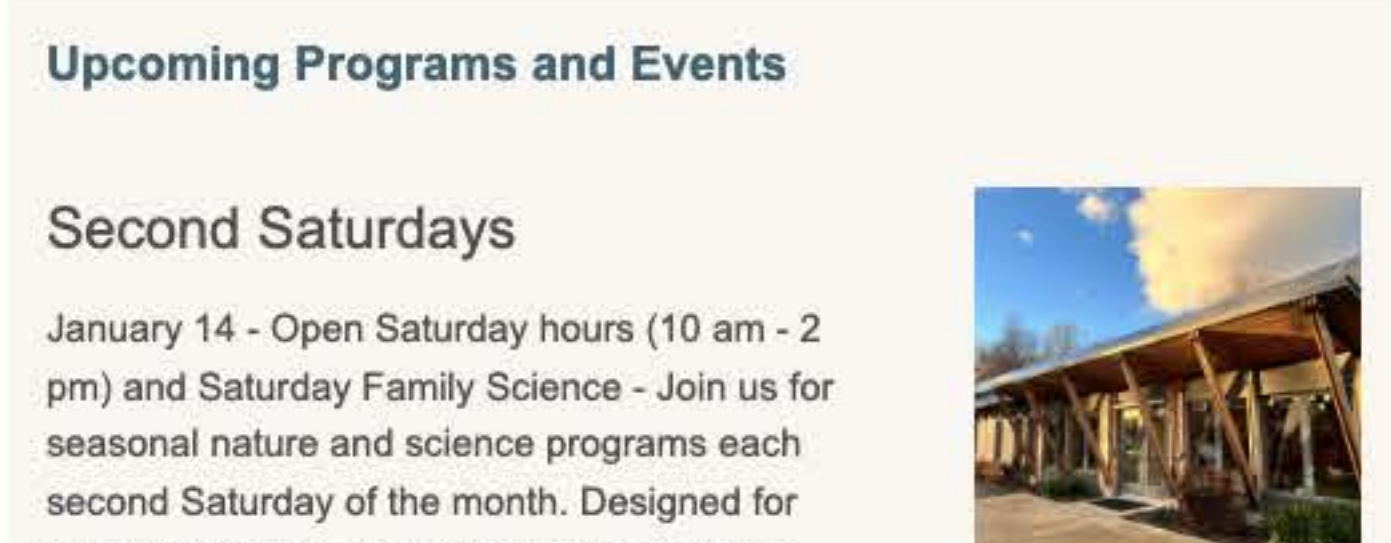 Upcoming Programs and Events
Second Saturdays
January 14 - Open Saturday hours (10 am - 2
pm) and Saturday Family Science - Join us for
seasonal nature and science programs each
second Saturday of the month. Designed for